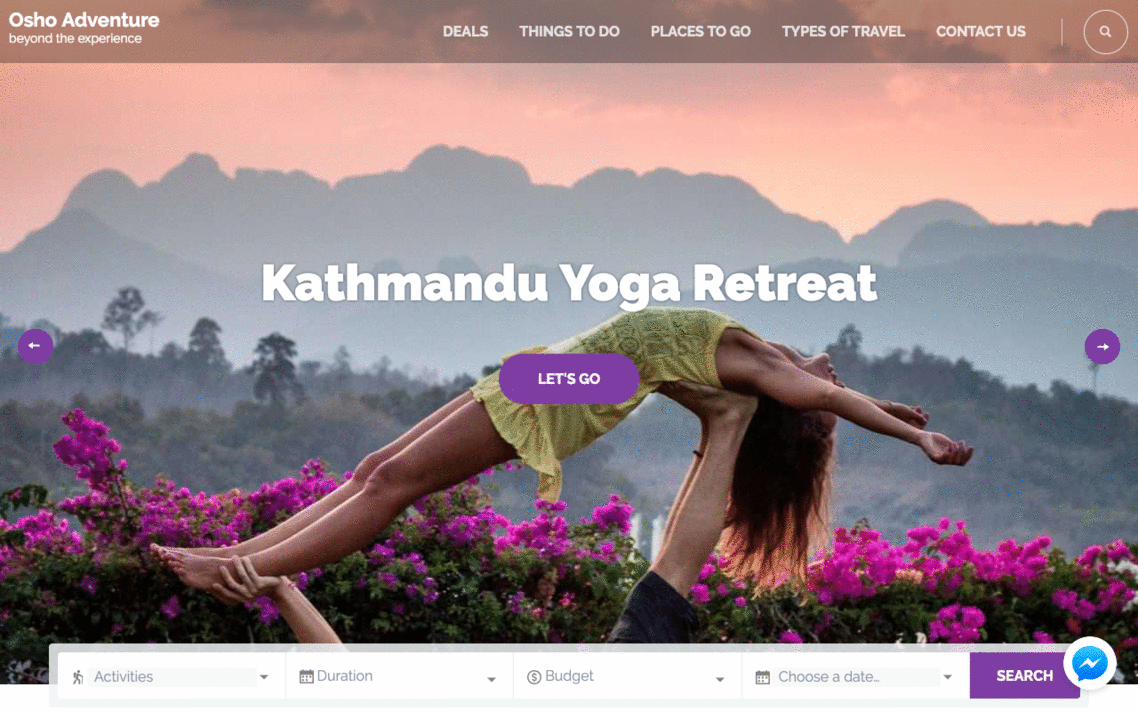 Osho Adventure
beyond the experience
DEALS THINGS TO DO PLACES TO GO TYPES OF TRAVEL CONTACT US
Kathmandu Yoga Retreat
LET'S GO
Activities Duration Budget Choose a date... SEARCH